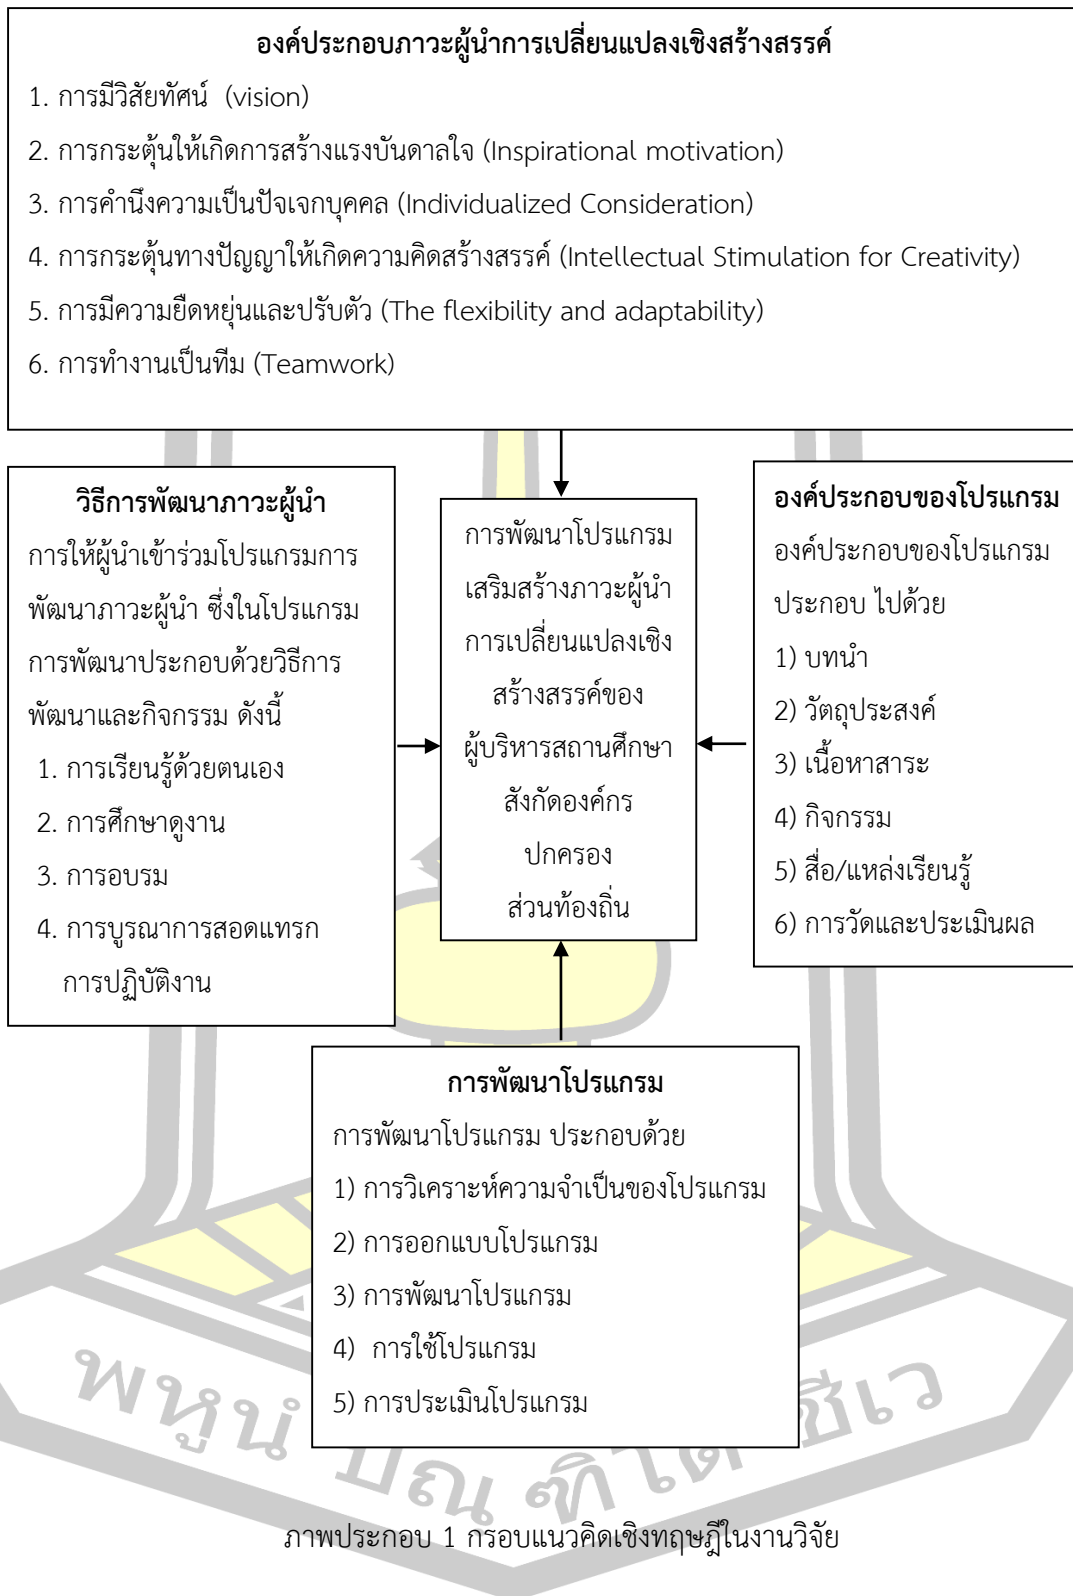 องค์ประกอบภาวะผู้นำการเปลี่ยนแปลงเชิงสร้างสรรค์
1. การมีวิสัยทัศน์ (vision)
2. การกระตุ้นให้เกิดการสร้างแรงบันดาลใจ (Inspirational motivation)
3. การคำนึงความเป็นปัจเจกบุคคล (Individualized Consideration)
4. การกระตุ้นทางปัญญาให้เกิดความคิดสร้างสรรค์ (Intellectual Stimulation for Creativity)
5. การมีความยืดหยุ่นและปรับตัว (The flexibility and adaptability)
6. การทำงานเป็นทีม (Teamwork)
วิธีการพัฒนาภาวะผู้นำ
การให้ผู้นำเข้าร่วมโปรแกรมการ
พัฒนาภาวะผู้นำ ซึ่งในโปรแกรม
การพัฒนาประกอบด้วยวิธีการ
พัฒนาและกิจกรรม ดังนี้
1. การเรียนรู้ด้วยตนเอง
2. การศึกษาดูงาน
3. การอบรม
4. การบูรณาการสอดแทรก
การปฏิบัติงาน
การพัฒนาโปรแกรม
เสริมสร้างภาวะผู้นำ
การเปลี่ยนแปลงเชิง
สร้างสรรค์ของ
ผู้บริหารสถานศึกษา
สังกัดองค์กร
ปกครอง
ส่วนท้องถิ่น
องค์ประกอบของโปรแกรม
องค์ประกอบของโปรแกรม
ประกอบ ไปด้วย
1) บทนำ
2) วัตถุประสงค์
3) เนื้อหาสาระ
4) กิจกรรม
5) สื่อ/แหล่งเรียนรู้
6) การวัดและประเมินผล
การพัฒนาโปรแกรม
การพัฒนาโปรแกรม ประกอบด้วย
1) การวิเคราะห์ความจำเป็นของโปรแกรม
2) การออกแบบโปรแกรม
3) การพัฒนาโปรแกรม
4) การใช้โปรแกรม
5) การประเมินโปรแกรม
พหูนํ ปณฺฑิโต ชีเว
ภาพประกอบ 1 กรอบแนวคิดเชิงทฤษฎีในงานวิจัย